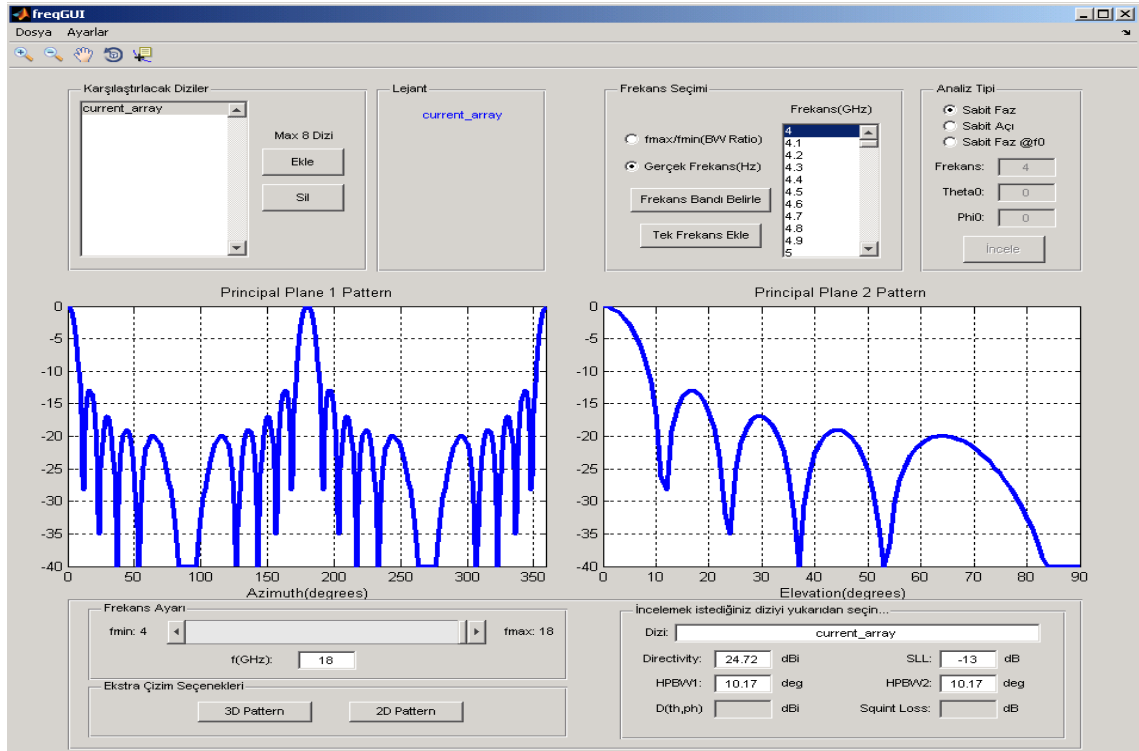 freqGUI
Dosya Ayarlar
Karşılaştırılacak Diziler
current_array
Max 8 Dizi
Ekle
Sil
Lejant
current_array
Frekans Seçimi
fmax/fmin(BW Ratio)
Gerçek Frekans(Hz)
Frekans Bandı Belirle
Tek Frekans Ekle
Frekans(GHz)
4
4.1
4.2
4.3
4.4
4.5
4.6
4.7
4.8
4.9
5
Analiz Tipi
Sabit Faz
Sabit Açı
Sabit Faz @f0
Frekans: 4
Theta0: 0
Phi0: 0
İncele
Principal Plane 1 Pattern
0
-5
-10
-15
-20
-25
-30
-35
-40
0 50 100 150 200 250 300 350
Azimuth(degrees)
Principal Plane 2 Pattern
0
-5
-10
-15
-20
-25
-30
-35
-40
0 10 20 30 40 50 60 70 80 90
Elevation(degrees)
Frekans Ayarı
fmin: 4 fmax: 18
f(GHz): 18
Ekstra Çizim Seçenekleri
3D Pattern 2D Pattern
İncelemek istediğiniz diziyi yukarıdan seçin...
Dizi: current_array
Directivity: 24.72 dBi SLL: -13 dB
HPBW1: 10.17 deg HPBW2: 10.17 deg
D(th,ph) dBi Squint Loss: dB